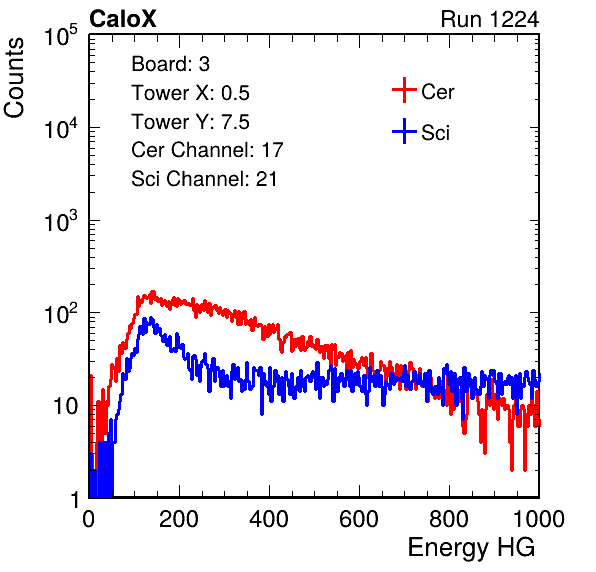 CaloX Run 1224
Counts
Board: 3
Tower X: 0.5
Tower Y: 7.5
Cer Channel: 17
Sci Channel: 21
Cer
Sci
10^5
10^4
10^3
10^2
10
1
0 200 400 600 800 1000
Energy HG